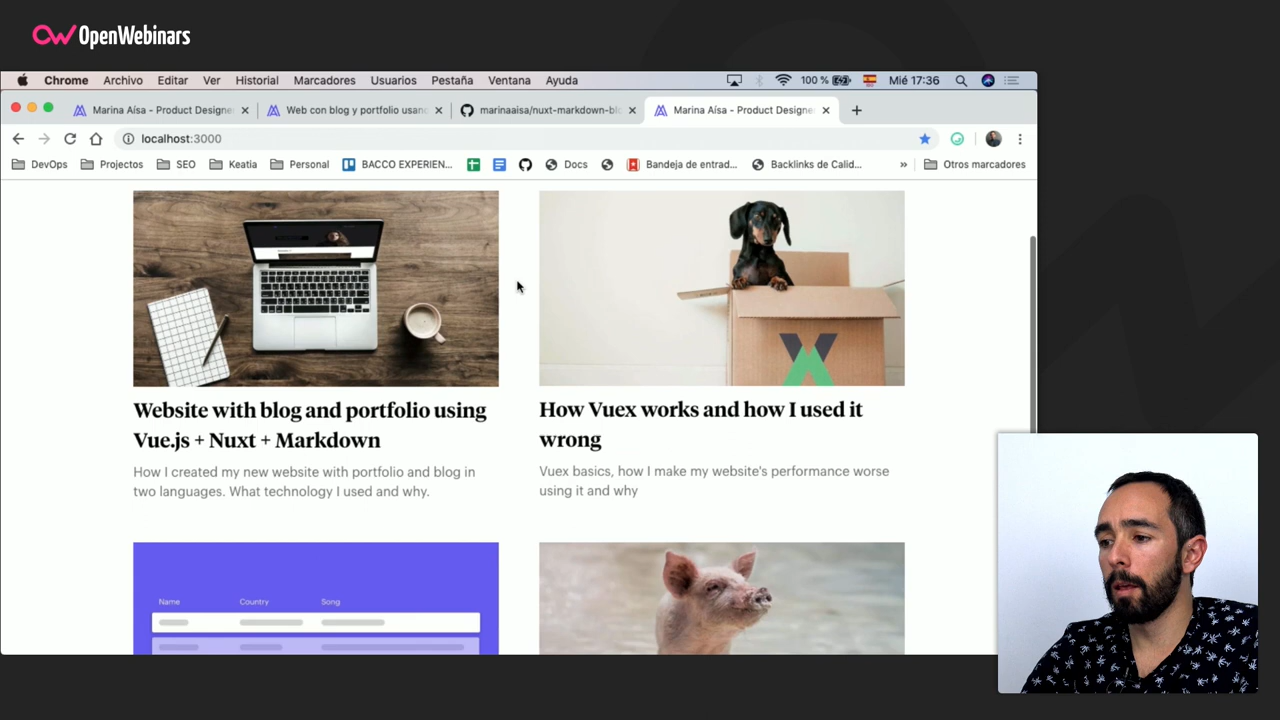 OpenWebinars
Chrome Archivo Editar Ver Historial Marcadores Usuarios Pestaña Ventana Ayuda 100 % Mié 17:36
Marina Aísa - Product Designe Web con blog y portfolio usan marinaaisa/nuxt-markdown-bl Marina Aísa - Product Designe
localhost:3000
DevOps Projectos SEO Keatia Personal BACCO EXPERIEN... Docs Bandeja de entrad... Backlinks de Calid... » Otros marcadores
Website with blog and portfolio using
Vue.js + Nuxt + Markdown
How I created my new website with portfolio and blog in
two languages. What technology I used and why.
How Vuex works and how I used it
wrong
Vuex basics, how I make my website's performance worse
using it and why
Name Country Song